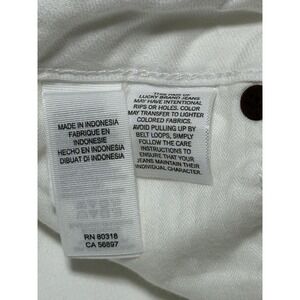 MADE IN INDONESIA
FABRIQUE EN
INDONESIE
HECHO EN INDONESIA
DIBUAT DI INDONESIA
RN 80318
CA 56897
THIS PAIR OF
LUCKY BRAND JEANS
MAY HAVE INTENTIONAL
RIPS OR HOLES. COLOR
MAY TRANSFER TO LIGHTER
COLORED FABRICS.
AVOID PULLING UP BY
BELT LOOPS, SIMPLY
FOLLOW THE CARE
INSTRUCTIONS TO
ENSURE THAT YOUR
JEANS MAINTAIN THEIR
INDIVIDUAL CHARACTER.